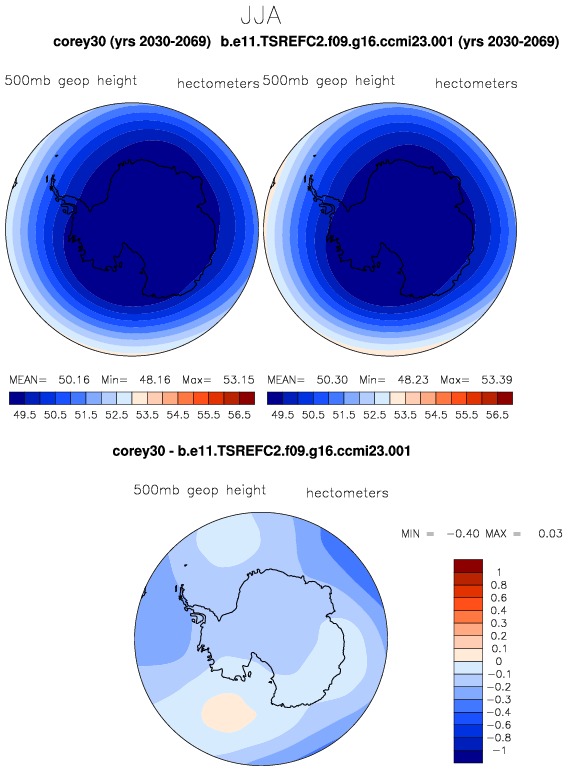 JJA
corey30 (yrs 2030-2069) b.e11.TSREFC2.f09.g16.ccmi23.001 (yrs 2030-2069)
500mb geop height hectometers 500mb geop height hectometers
MEAN= 50.16 Min= 48.16 Max= 53.15 MEAN= 50.30 Min= 48.23 Max= 53.39
49.5 50.5 51.5 52.5 53.5 54.5 55.5 56.5 49.5 50.5 51.5 52.5 53.5 54.5 55.5 56.5
corey30 - b.e11.TSREFC2.f09.g16.ccmi23.001
500mb geop height hectometers
MIN = -0.40 MAX = 0.03
1
0.8
0.6
0.4
0.3
0.2
0.1
0
-0.1
-0.2
-0.3
-0.4
-0.6
-0.8
-1